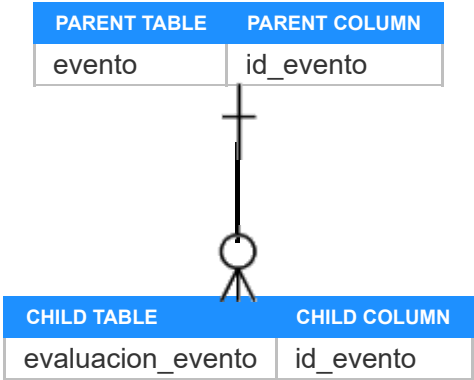 PARENT TABLE PARENT COLUMN
evento id_evento
CHILD TABLE CHILD COLUMN
evaluacion_evento id_evento